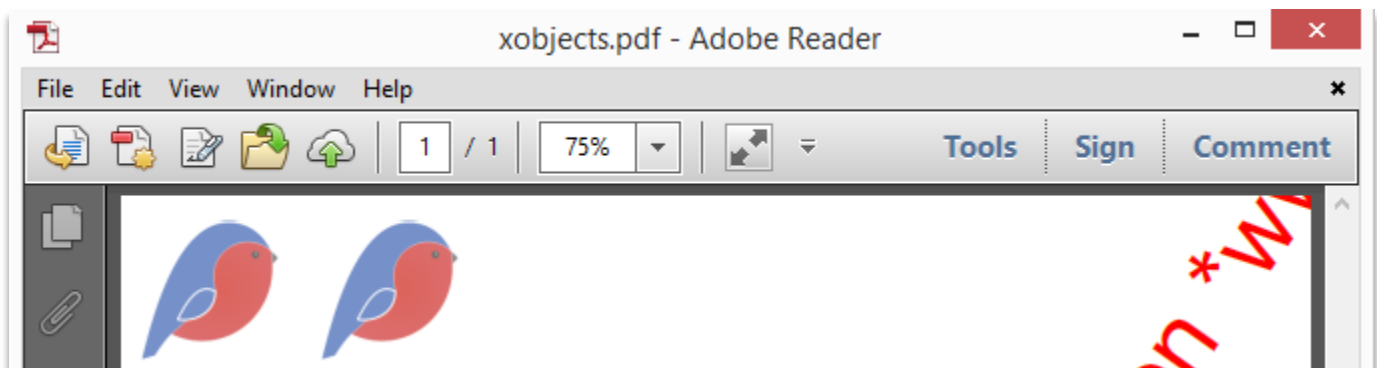 xobjects.pdf - Adobe Reader
File Edit View Window Help
1 / 1 75% Tools Sign Comment